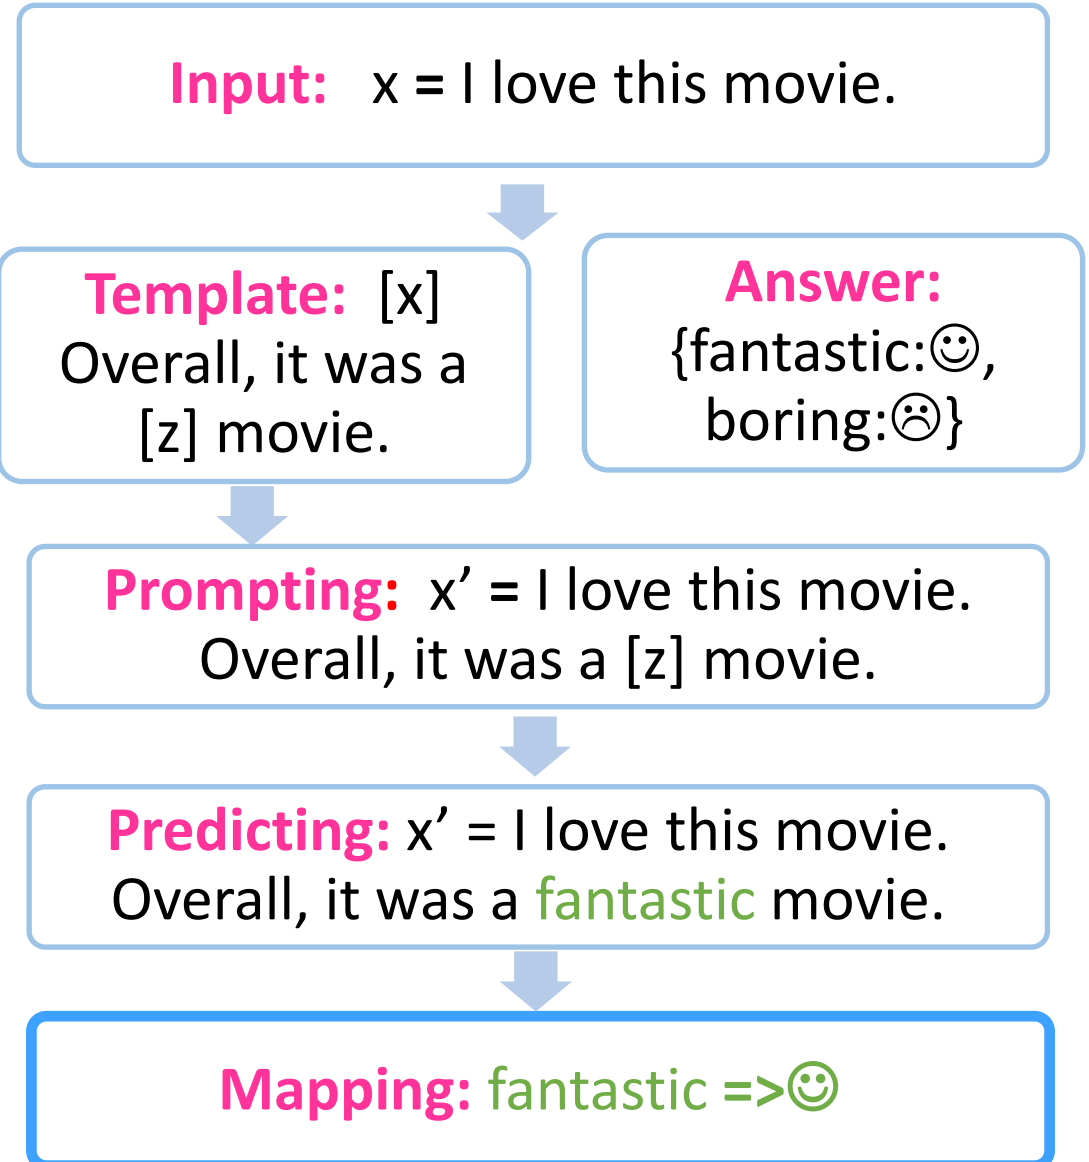 Input: x = I love this movie.
Template: [x]
Overall, it was a
[z] movie.
Answer:
{fantastic:☺,
boring:☹}
Prompting: x’ = I love this movie.
Overall, it was a [z] movie.
Predicting: x’ = I love this movie.
Overall, it was a fantastic movie.
Mapping: fantastic =>☺